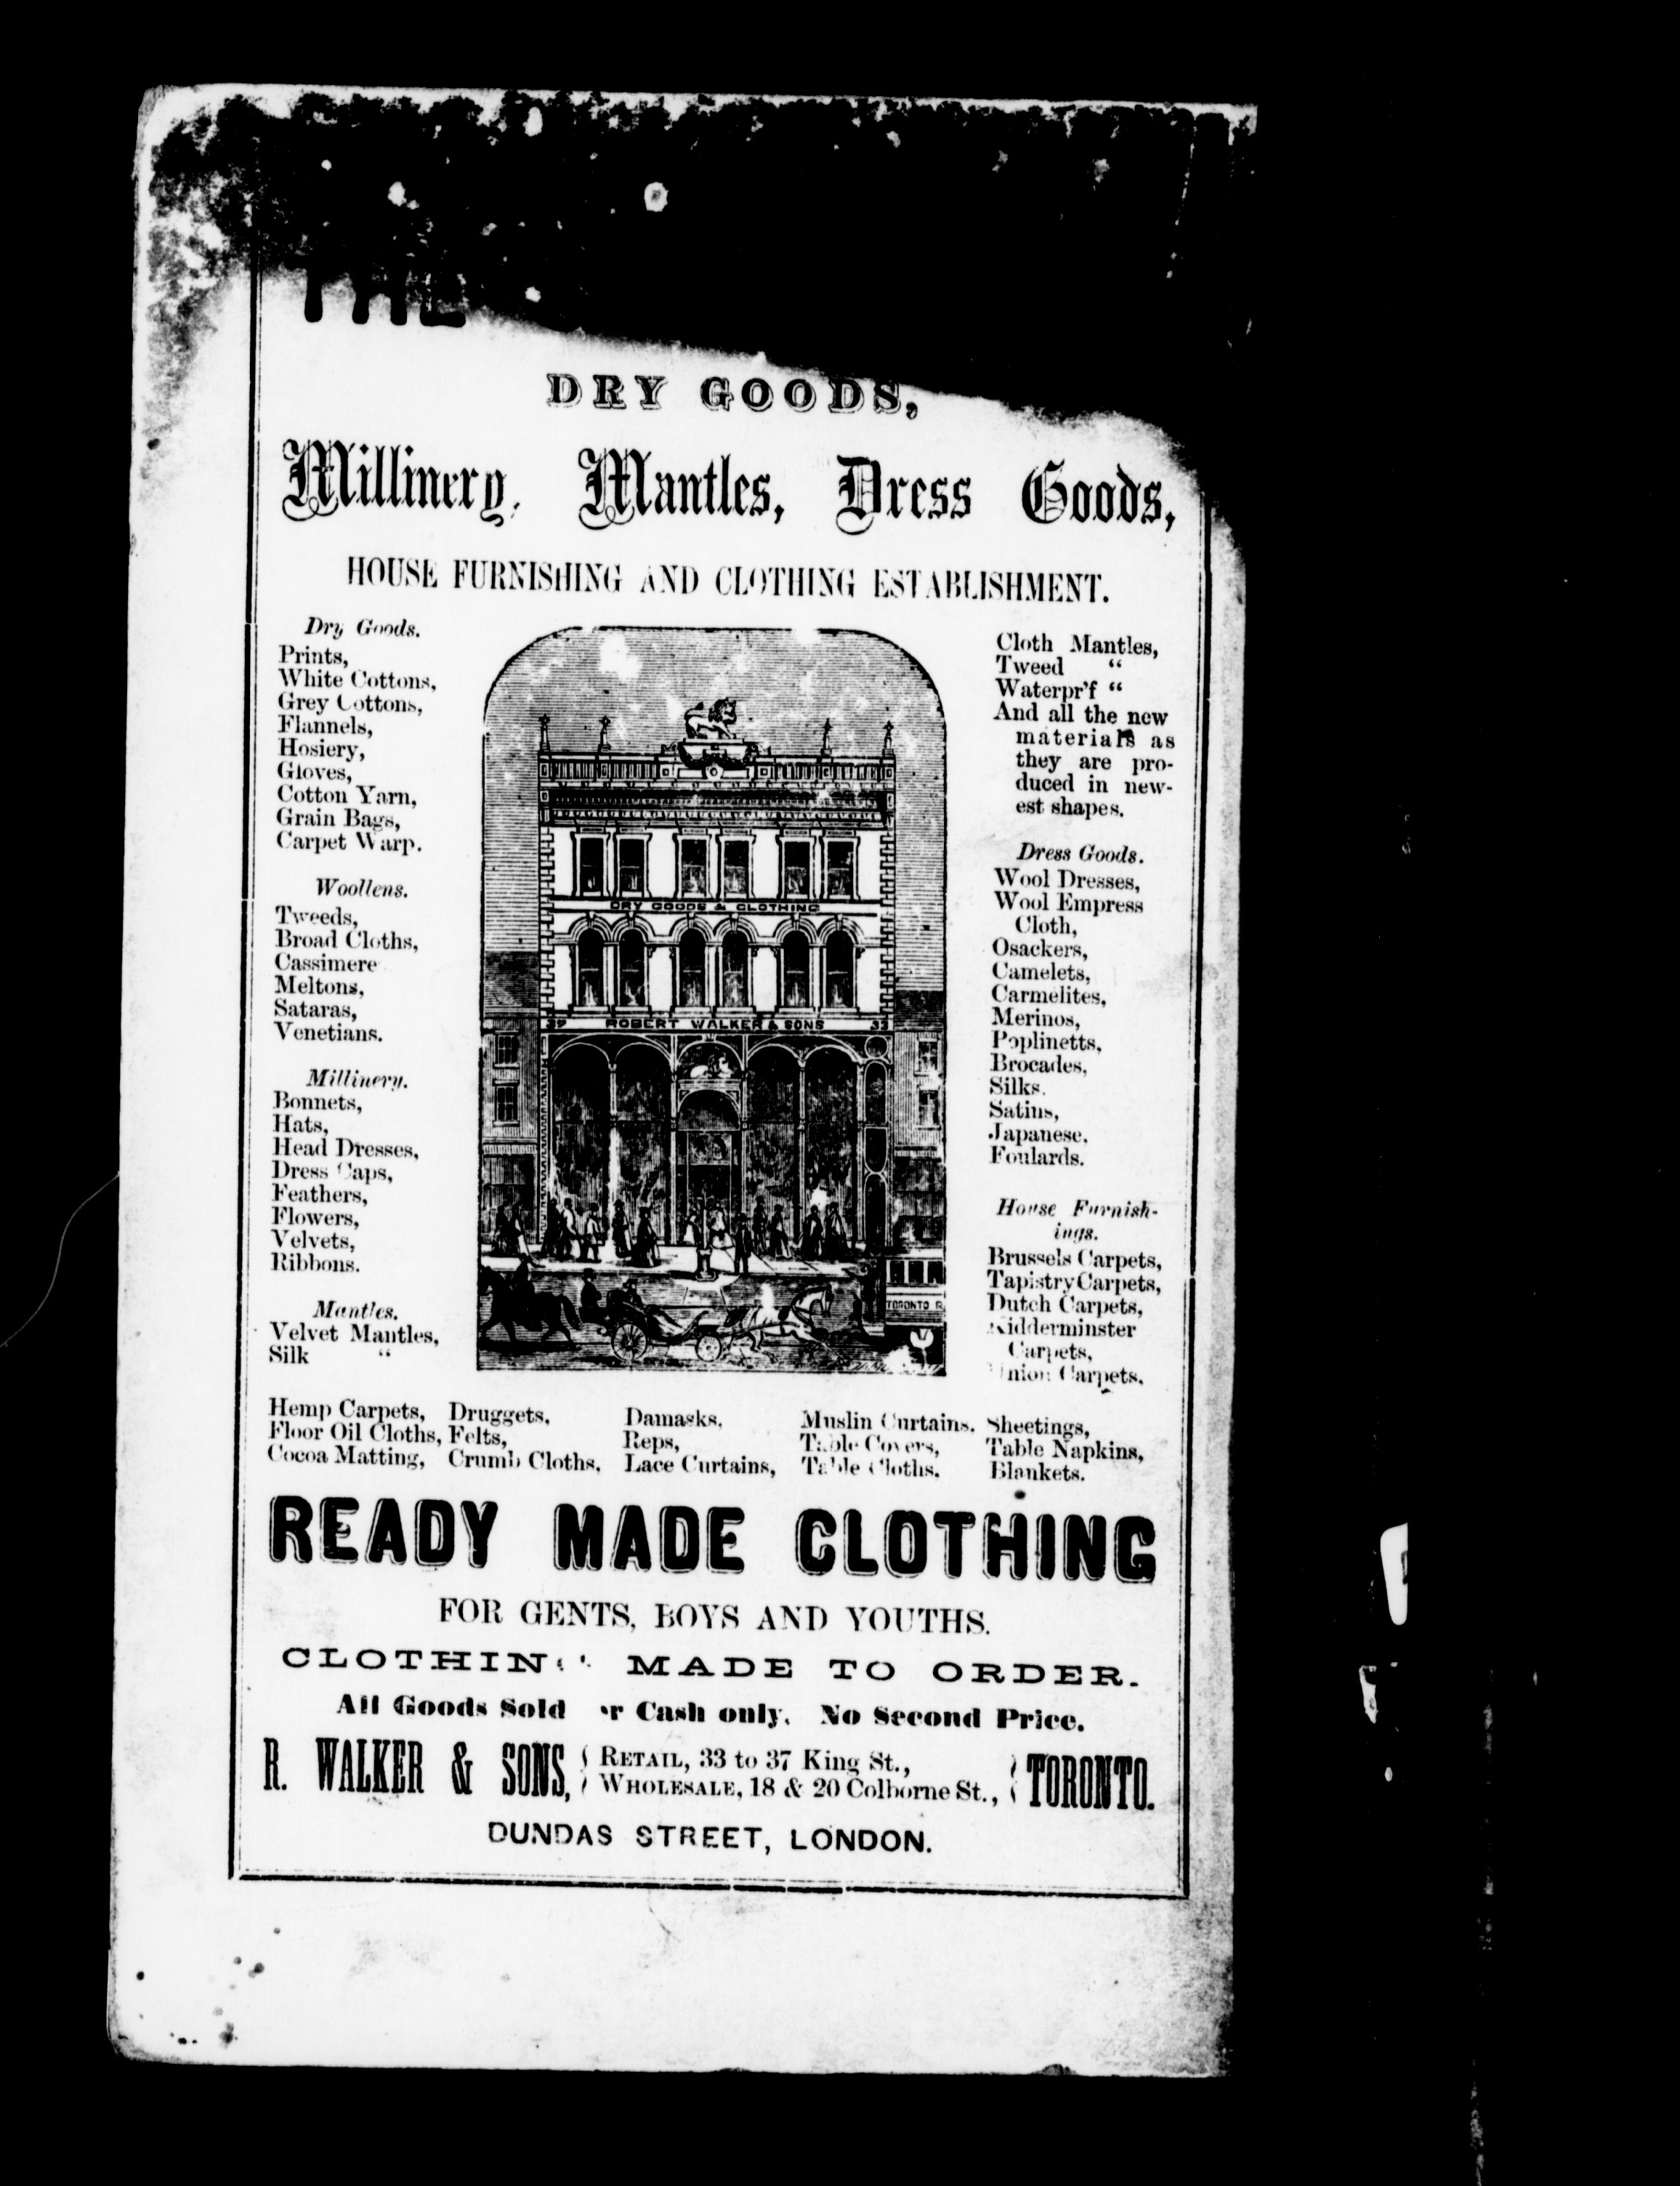 THE
DRY GOODS,
Millinery, Mantles, Dress Goods,
HOUSE FURNISHING AND CLOTHING ESTABLISHMENT.
Dry Goods.
Prints,
White Cottons,
Grey Cottons,
Flannels,
Hosiery,
Gloves,
Cotton Yarn,
Grain Bags,
Carpet Warp.
Woollens.
Tweeds,
Broad Cloths,
Cassimere
Meltons,
Sataras,
Venetians.
Millinery.
Bonnets,
Hats,
Head Dresses,
Dress Caps,
Feathers,
Flowers,
Velvets,
Ribbons.
Mantles.
Velvet Mantles,
Silk "
DRY GOODS & CLOTHING
ROBERT WALKER & SONS 33
TORONTO R
Cloth Mantles,
Tweed "
Waterpr'f "
And all the new
materials as
they are pro-
duced in new-
est shapes.
Dress Goods.
Wool Dresses,
Wool Empress
Cloth,
Osackers,
Camelets,
Carmelites,
Merinos,
Poplinetts,
Brocades,
Silks.
Satins,
Japanese.
Foulards.
House Furnish-
ings.
Brussels Carpets,
Tapistry Carpets,
Dutch Carpets,
Kidderminster
Carpets,
Union Carpets.
Hemp Carpets, Druggets, Damasks, Muslin Curtains. Sheetings,
Floor Oil Cloths, Felts, Reps, Table Covers, Table Napkins,
Cocoa Matting, Crumb Cloths, Lace Curtains, Table Cloths. Blankets.
READY MADE CLOTHING
FOR GENTS, BOYS AND YOUTHS.
CLOTHIN MADE TO ORDER.
All Goods Sold r Cash only. No Second Price.
R. WALKER & SONS, { RETAIL, 33 to 37 King St., WHOLESALE, 18 & 20 Colborne St., } TORONTO.
DUNDAS STREET, LONDON.